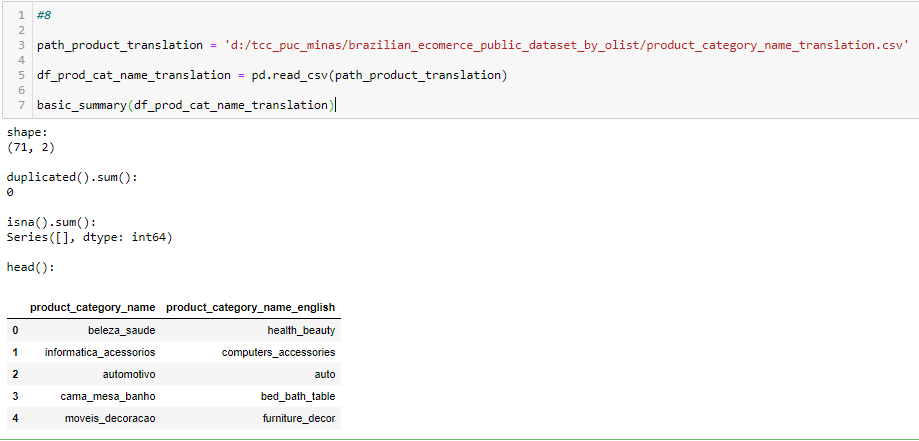 1 #8
2
3 path_product_translation = 'd:/tcc_puc_minas/brazilian_ecomerce_public_dataset_by_olist/product_category_name_translation.csv'
4
5 df_prod_cat_name_translation = pd.read_csv(path_product_translation)
6
7 basic_summary(df_prod_cat_name_translation)
shape:
(71, 2)
duplicated().sum():
0
isna().sum():
Series([], dtype: int64)
head():
product_category_name product_category_name_english
0 beleza_saude health_beauty
1 informatica_acessorios computers_accessories
2 automotivo auto
3 cama_mesa_banho bed_bath_table
4 moveis_decoracao furniture_decor